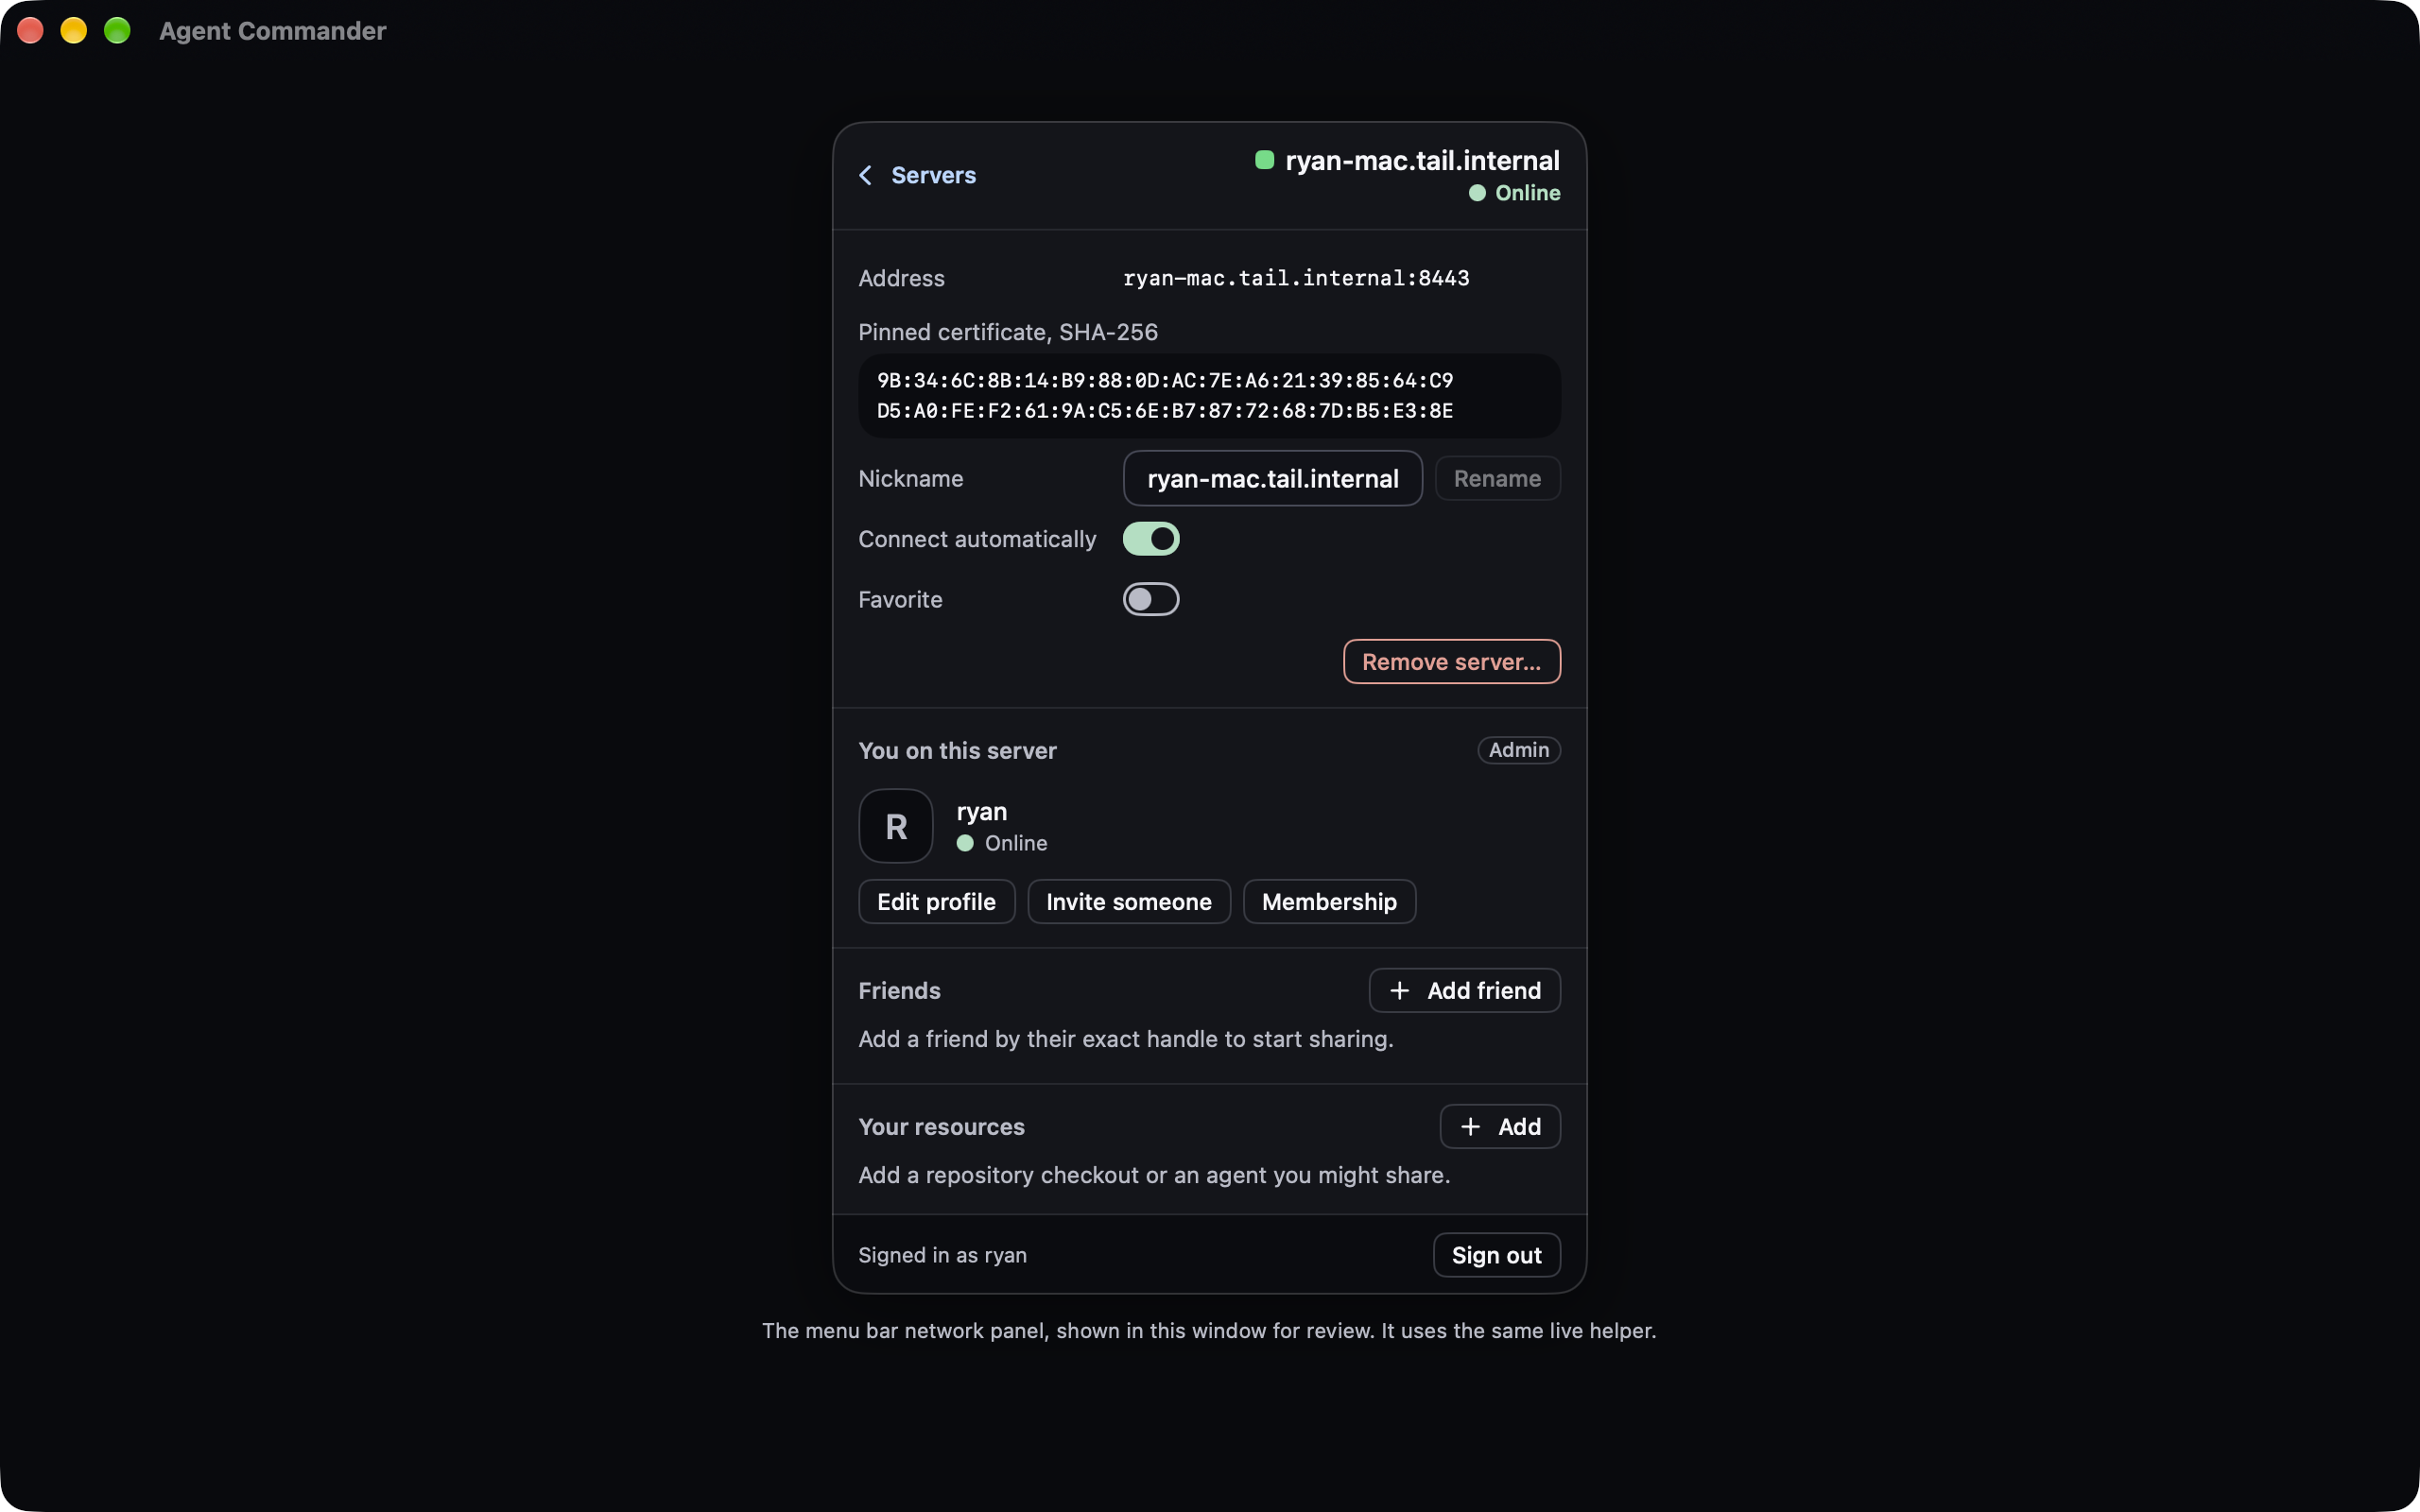 Agent Commander
Servers
ryan-mac.tail.internal
Online
Address
ryan-mac.tail.internal:8443
Pinned certificate, SHA-256
9B:34:6C:8B:14:B9:88:0D:AC:7E:A6:21:39:85:64:C9
D5:A0:FE:F2:61:9A:C5:6E:B7:87:72:68:7D:B5:E3:8E
Nickname
ryan-mac.tail.internal
Rename
Connect automatically
Favorite
Remove server...
You on this server
Admin
R
ryan
Online
Edit profile
Invite someone
Membership
Friends
+ Add friend
Add a friend by their exact handle to start sharing.
Your resources
+ Add
Add a repository checkout or an agent you might share.
Signed in as ryan
Sign out
The menu bar network panel, shown in this window for review. It uses the same live helper.